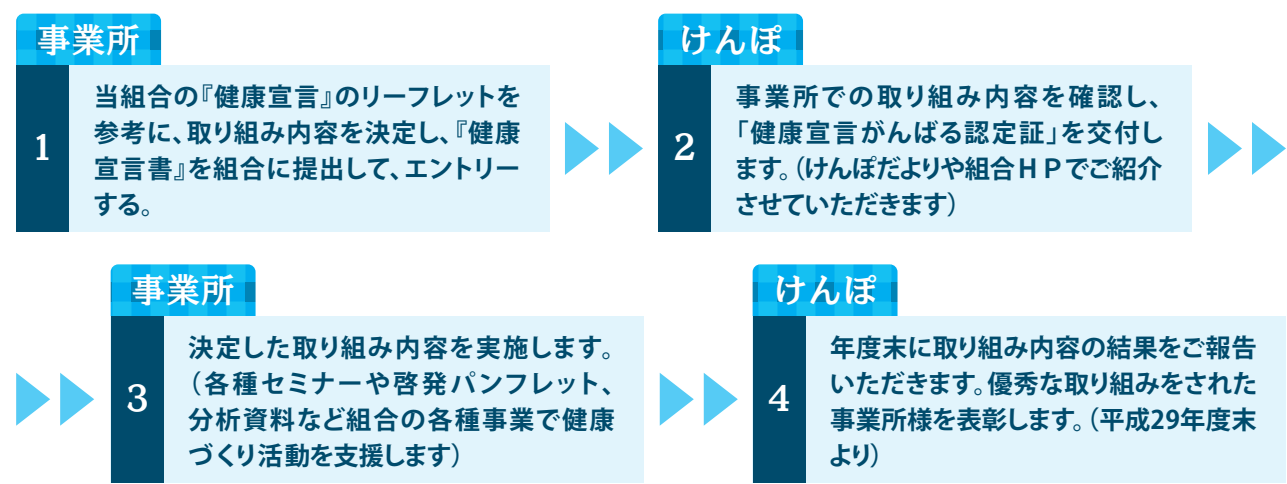 事業所
1
当組合の『健康宣言』のリーフレットを
参考に、取り組み内容を決定し、『健康
宣言書』を組合に提出して、エントリー
する。
けんぽ
2
事業所での取り組み内容を確認し、
「健康宣言がんばる認定証」を交付し
ます。（けんぽだよりや組合ＨＰでご紹介
させていただきます）
事業所
3
決定した取り組み内容を実施します。
（各種セミナーや啓発パンフレット、
分析資料など組合の各種事業で健康
づくり活動を支援します）
けんぽ
4
年度末に取り組み内容の結果をご報告
いただきます。優秀な取り組みをされた
事業所様を表彰します。（平成29年度末
より）